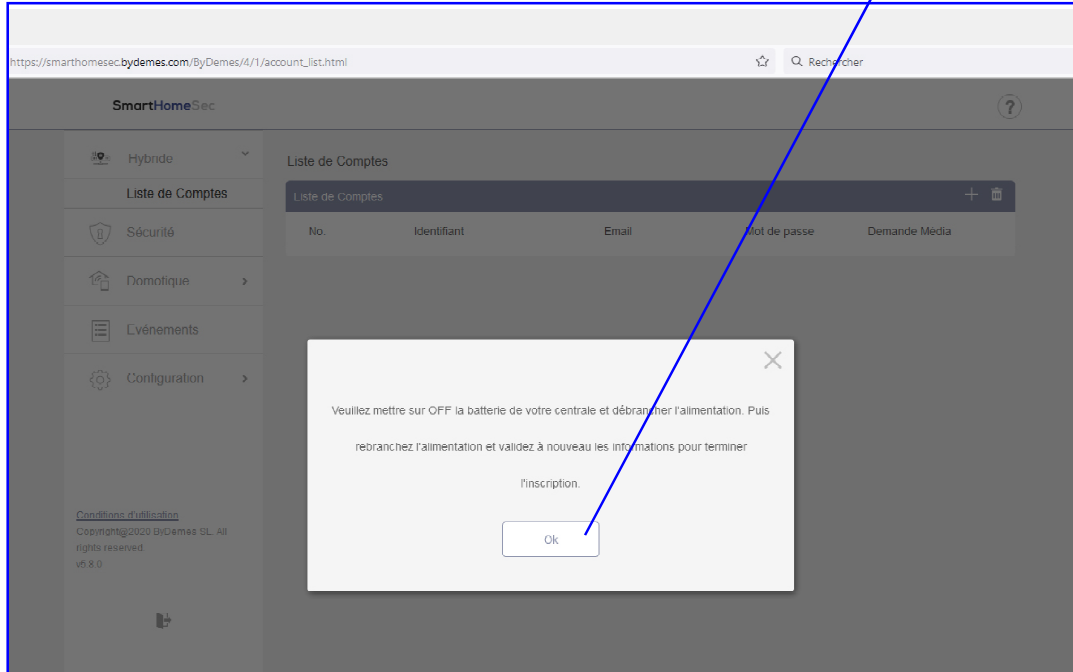 https://smarthomesec.bydemes.com/ByDemes/4/1/account_list.html
Rechercher
SmartHomeSec
?
Hybride
Liste de Comptes
Sécurité
Domotique
Evénements
Configuration
Conditions d'utilisation
Copyright@2020 ByDemes SL. All
rights reserved
v5.8.0
Liste de Comptes
Liste de Comptes
No. Identifiant Email Mot de passe Demande Média
Veuillez mettre sur OFF la batterie de votre centrale et débrancher l'alimentation. Puis
rebranchez l'alimentation et validez à nouveau les informations pour terminer
l'inscription.
Ok